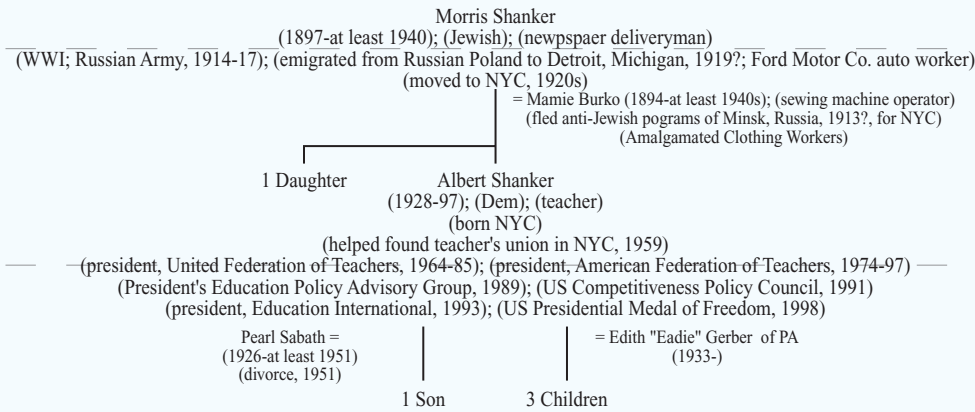 Morris Shanker
(1897-at least 1940); (Jewish); (newpspaer deliveryman)
(WWI; Russian Army, 1914-17); (emigrated from Russian Poland to Detroit, Michigan, 1919?; Ford Motor Co. auto worker)
(moved to NYC, 1920s)
= Mamie Burko (1894-at least 1940s); (sewing machine operator)
(fled anti-Jewish pograms of Minsk, Russia, 1913?, for NYC)
(Amalgamated Clothing Workers)
1 Daughter
Albert Shanker
(1928-97); (Dem); (teacher)
(born NYC)
(helped found teacher's union in NYC, 1959)
(president, United Federation of Teachers, 1964-85); (president, American Federation of Teachers, 1974-97)
(President's Education Policy Advisory Group, 1989); (US Competitiveness Policy Council, 1991)
(president, Education International, 1993); (US Presidential Medal of Freedom, 1998)
Pearl Sabath =
(1926-at least 1951)
(divorce, 1951)
= Edith "Eadie" Gerber of PA
(1933-)
1 Son
3 Children